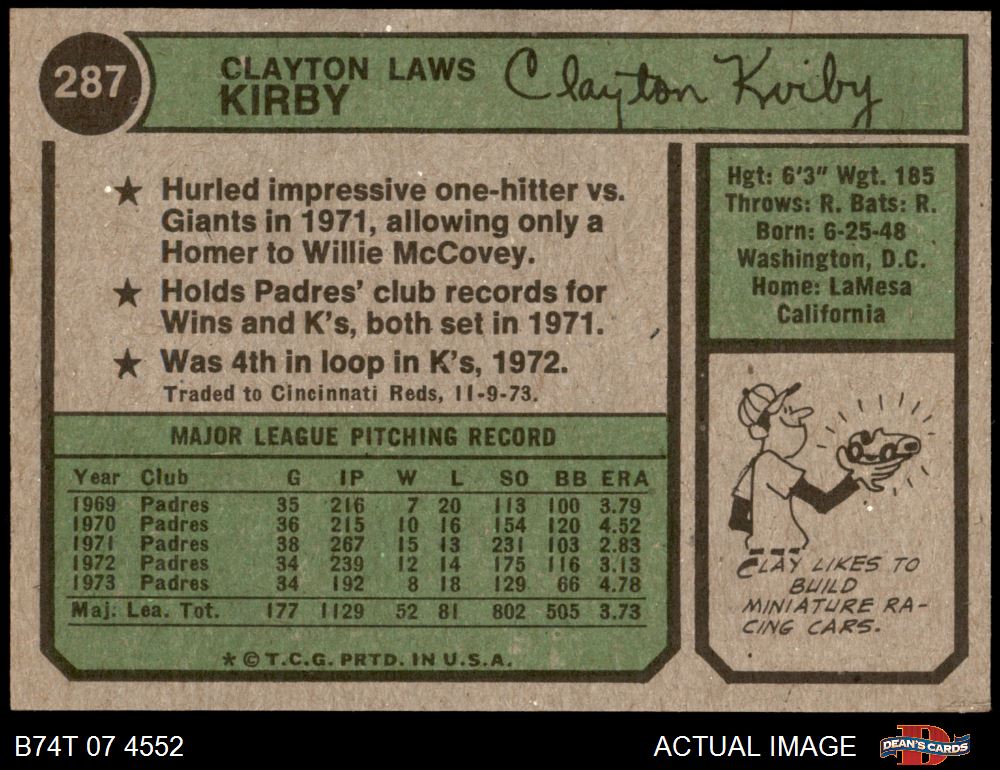 287
CLAYTON LAWS
KIRBY
Clayton Kirby
★ Hurled impressive one-hitter vs.
Giants in 1971, allowing only a
Homer to Willie McCovey.
★ Holds Padres' club records for
Wins and K's, both set in 1971.
★ Was 4th in loop in K's, 1972.
Traded to Cincinnati Reds, 11-9-73.
Hgt: 6'3" Wgt. 185
Throws: R. Bats: R.
Born: 6-25-48
Washington, D.C.
Home: LaMesa
California
MAJOR LEAGUE PITCHING RECORD
Year Club G IP W L SO BB ERA
1969 Padres 35 216 7 20 113 100 3.79
1970 Padres 36 215 10 16 154 120 4.52
1971 Padres 38 267 15 13 231 103 2.83
1972 Padres 34 239 12 14 175 116 3.13
1973 Padres 34 192 8 18 129 66 4.78
Maj. Lea. Tot. 177 1129 52 81 802 505 3.73
* © T.C.G. PRTD. IN U.S.A.
CLAY LIKES TO
BUILD
MINIATURE RA-
CING CARS.
B74T 07 4552
ACTUAL IMAGE
DEAN'S CARDS